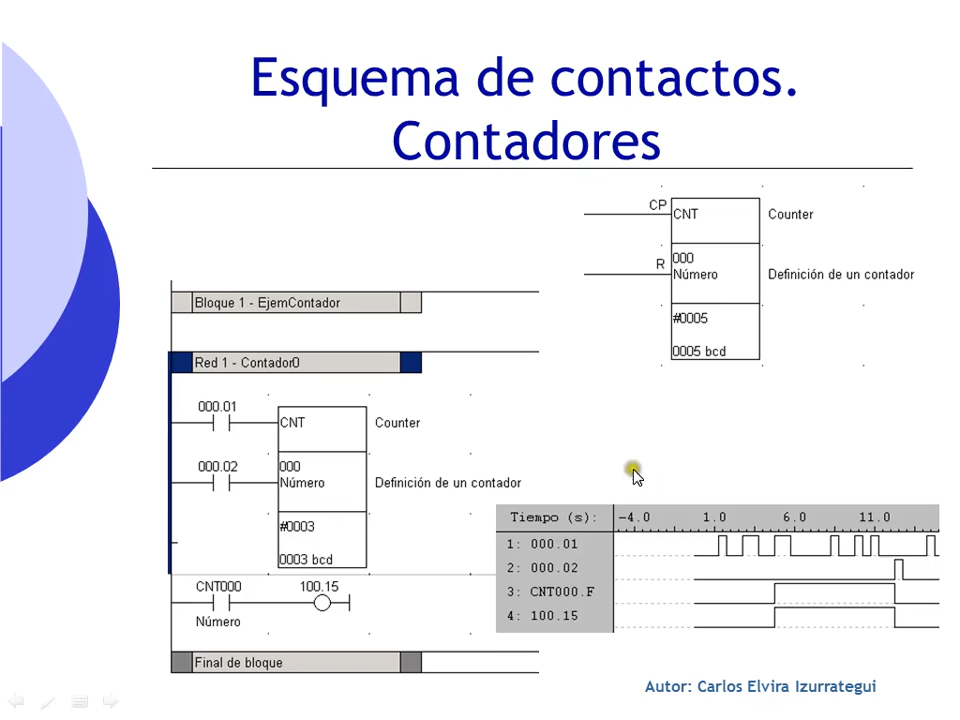 Esquema de contactos.
Contadores
CP
CNT
Counter
R
000
Número
Definición de un contador
#0005
0005 bcd
Bloque 1 - EjemContador
Red 1 - Contador0
000.01
CNT
Counter
000.02
000
Número
Definición de un contador
#0003
0003 bcd
CNT000
100.15
Número
Final de bloque
Tiempo (s): -4.0 1.0 6.0 11.0
1: 000.01
2: 000.02
3: CNT000.F
4: 100.15
Autor: Carlos Elvira Izurrategui